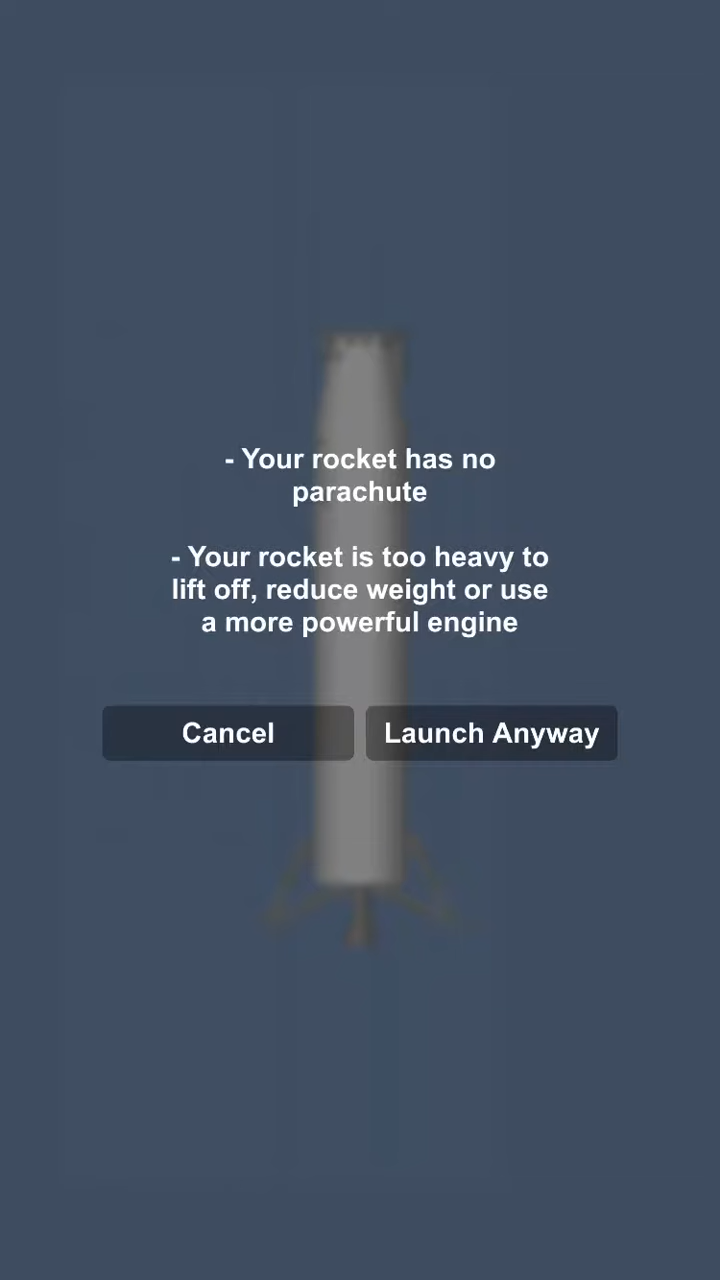 - Your rocket has no
parachute
- Your rocket is too heavy to
lift off, reduce weight or use
a more powerful engine
Cancel
Launch Anyway